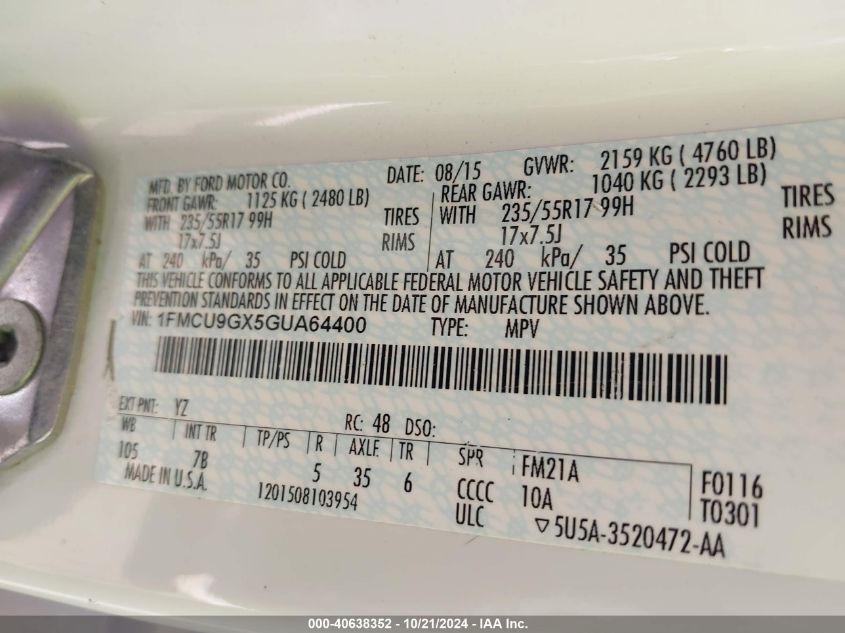 MFD. BY FORD MOTOR CO. DATE: 08/15 GVWR: 2159 KG ( 4760 LB)
FRONT GAWR: 1125 KG ( 2480 LB) REAR GAWR: 1040 KG ( 2293 LB)
WITH 235/55R17 99H TIRES WITH 235/55R17 99H TIRES
17x7.5J RIMS 17x7.5J RIMS
AT 240 kPa/ 35 PSI COLD AT 240 kPa/ 35 PSI COLD
THIS VEHICLE CONFORMS TO ALL APPLICABLE FEDERAL MOTOR VEHICLE SAFETY AND THEFT
PREVENTION STANDARDS IN EFFECT ON THE DATE OF MANUFACTURE SHOWN ABOVE.
VIN: 1FMCU9GX5GUA64400 TYPE: MPV
EXT PNT: YZ RC: 48 DSO:
WB INT TR TP/PS R AXLE TR SPR FM21A F0116
105 7B 5 35 6 CCCC 10A T0301
MADE IN U.S.A. 1201508103954 ULC ▽5U5A-3520472-AA
000-40638352 - 10/21/2024 - IAA Inc.